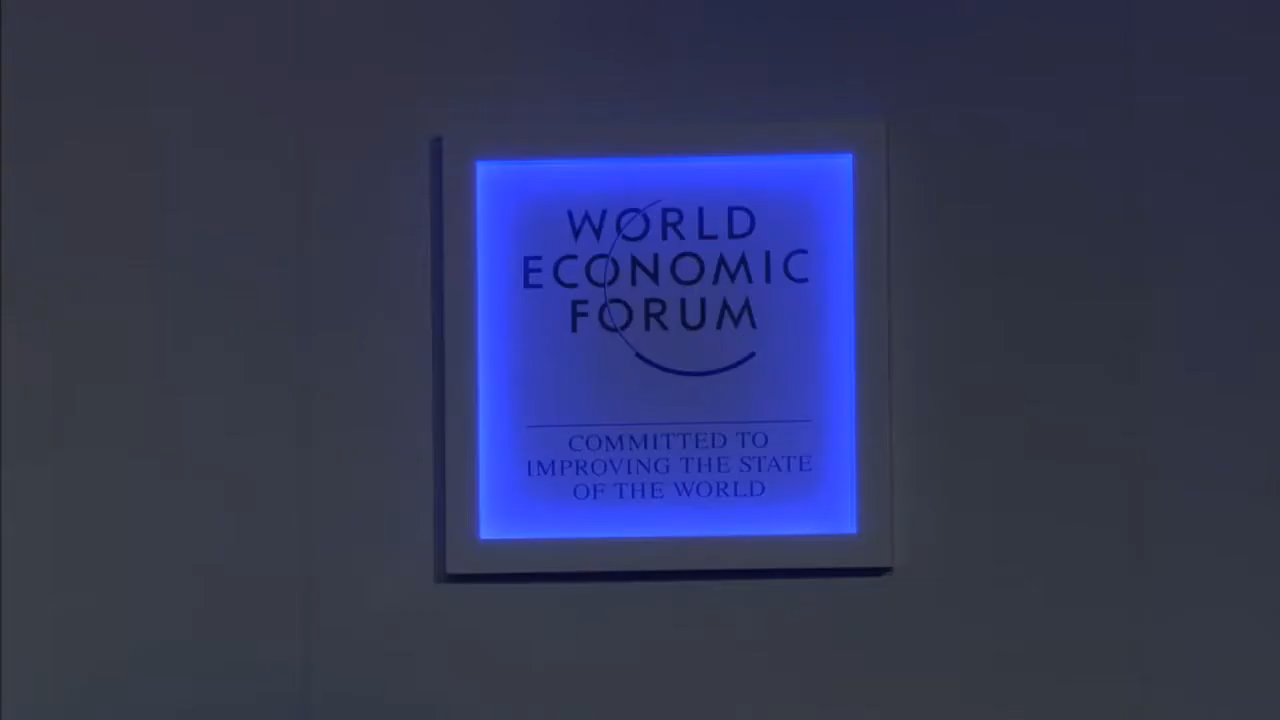 WORLD
ECONOMIC
FORUM
COMMITTED TO
IMPROVING THE STATE
OF THE WORLD